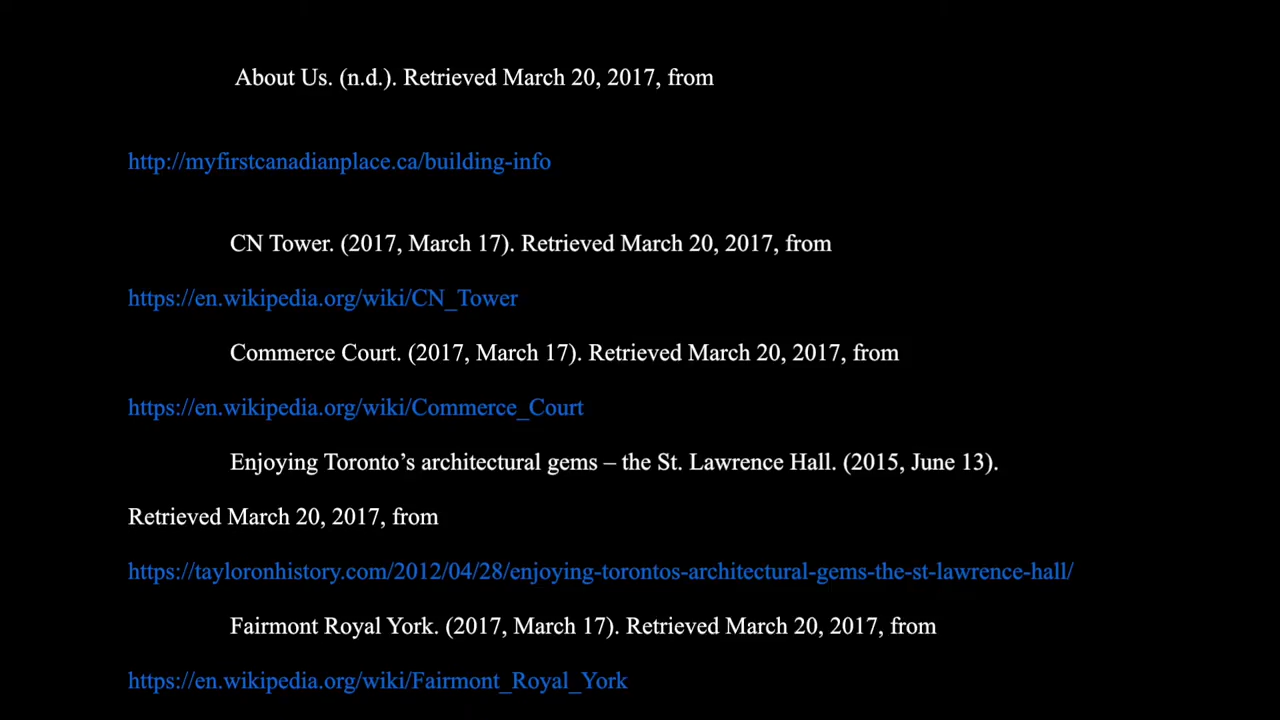 About Us. (n.d.). Retrieved March 20, 2017, from
http://myfirstcanadianplace.ca/building-info
CN Tower. (2017, March 17). Retrieved March 20, 2017, from
https://en.wikipedia.org/wiki/CN_Tower
Commerce Court. (2017, March 17). Retrieved March 20, 2017, from
https://en.wikipedia.org/wiki/Commerce_Court
Enjoying Toronto’s architectural gems – the St. Lawrence Hall. (2015, June 13).
Retrieved March 20, 2017, from
https://tayloronhistory.com/2012/04/28/enjoying-torontos-architectural-gems-the-st-lawrence-hall/
Fairmont Royal York. (2017, March 17). Retrieved March 20, 2017, from
https://en.wikipedia.org/wiki/Fairmont_Royal_York